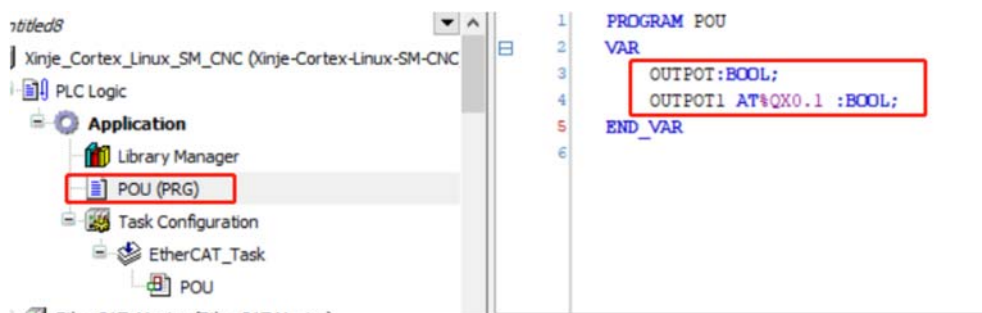 ntitled8
Xinje_Cortex_Linux_SM_CNC (Xinje-Cortex-Linux-SM-CNC
PLC Logic
Application
Library Manager
POU (PRG)
Task Configuration
EtherCAT_Task
POU
1 PROGRAM POU
2 VAR
3 OUTPOT:BOOL;
4 OUTPOT1 AT%QX0.1 :BOOL;
5 END_VAR
6